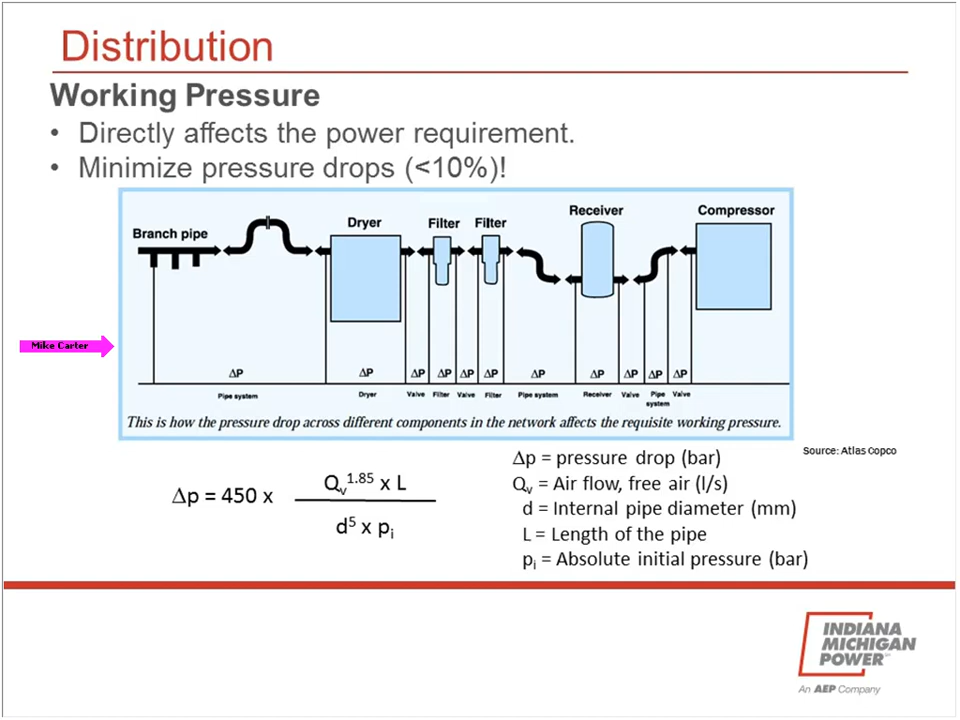 Distribution
Working Pressure
• Directly affects the power requirement.
• Minimize pressure drops (<10%)!
Branch pipe
Dryer
Filter
Filter
Receiver
Compressor
Mike Carter
ΔP ΔP ΔP ΔP ΔP ΔP ΔP ΔP ΔP ΔP ΔP
Pipe system Dryer Valve Filter Valve Filter Pipe system Receiver Valve Pipe system Valve
This is how the pressure drop across different components in the network affects the requisite working pressure.
Source: Atlas Copco
Δp = 450 x Qv^1.85 x L / d^5 x pi
Δp = pressure drop (bar)
Qv = Air flow, free air (l/s)
d = Internal pipe diameter (mm)
L = Length of the pipe
pi = Absolute initial pressure (bar)
INDIANA
MICHIGAN
POWER
An AEP Company